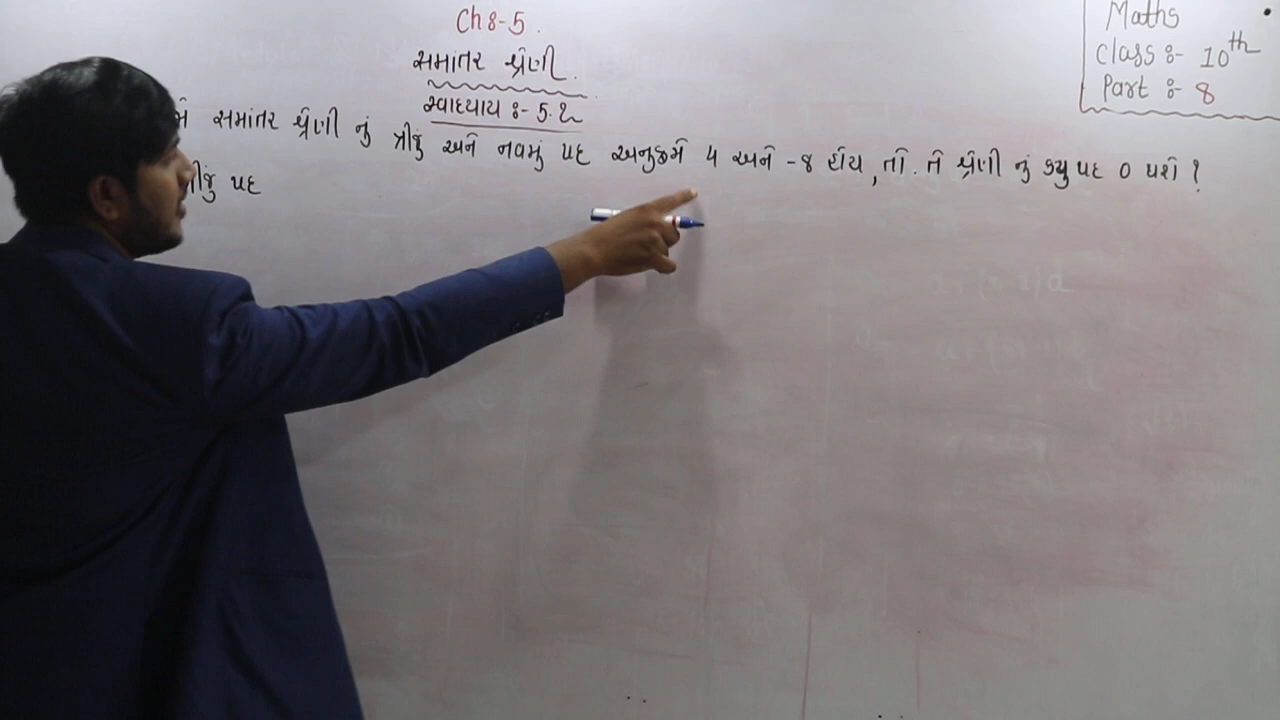 Ch 8-5.
સમાંતર શ્રેણી.
સ્વાધ્યાય :- 5.2
Maths
Class :- 10th
Part :- 8
સમાંતર શ્રેણી નું ત્રીજું અને નવમું પદ અનુક્રમે 4 અને -8 હોય, તો. તે શ્રેણી નું ક્યુ પદ 0 થશે ?
પદ